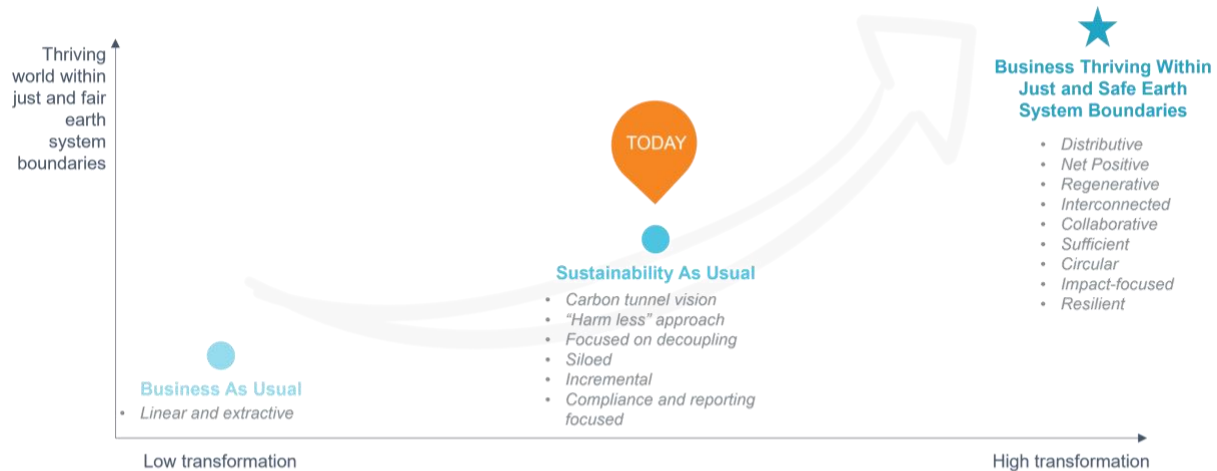 Thriving
world within
just and fair
earth
system
boundaries
TODAY
Business Thriving Within
Just and Safe Earth
System Boundaries
• Distributive
• Net Positive
• Regenerative
• Interconnected
• Collaborative
• Sufficient
• Circular
• Impact-focused
• Resilient
Sustainability As Usual
• Carbon tunnel vision
• “Harm less” approach
• Focused on decoupling
• Siloed
• Incremental
• Compliance and reporting
focused
Business As Usual
• Linear and extractive
Low transformation
High transformation